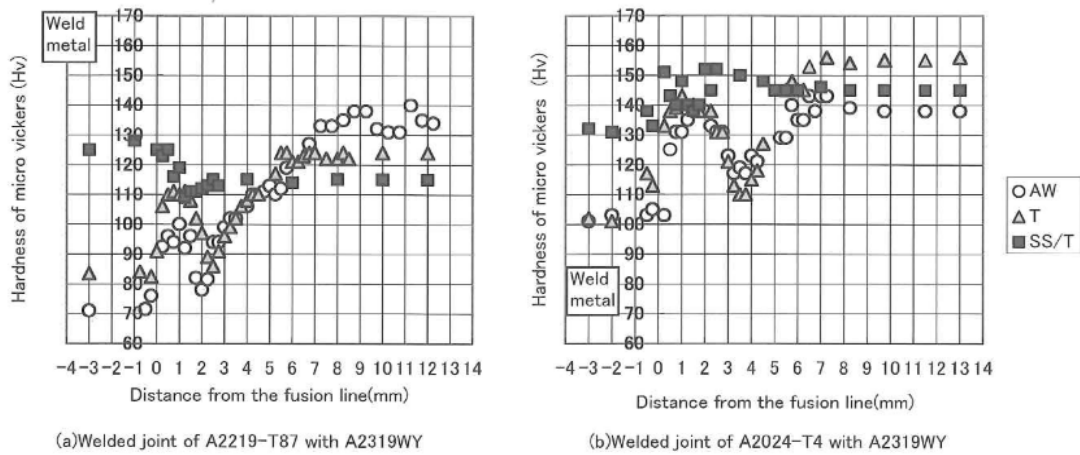 Weld
metal
170
160
150
140
130
120
110
100
90
80
70
60
-4 -3 -2 -1 0 1 2 3 4 5 6 7 8 9 10 11 12 13 14
Hardness of micro vickers (Hv)
Distance from the fusion line(mm)
(a)Welded joint of A2219-T87 with A2319WY
170
160
150
140
130
120
110
100
90
80
70
60
Weld
metal
-4 -3 -2 -1 0 1 2 3 4 5 6 7 8 9 10 11 12 13 14
Hardness of micro vickers (Hv)
Distance from the fusion line(mm)
(b)Welded joint of A2024-T4 with A2319WY
AW
T
SS/T